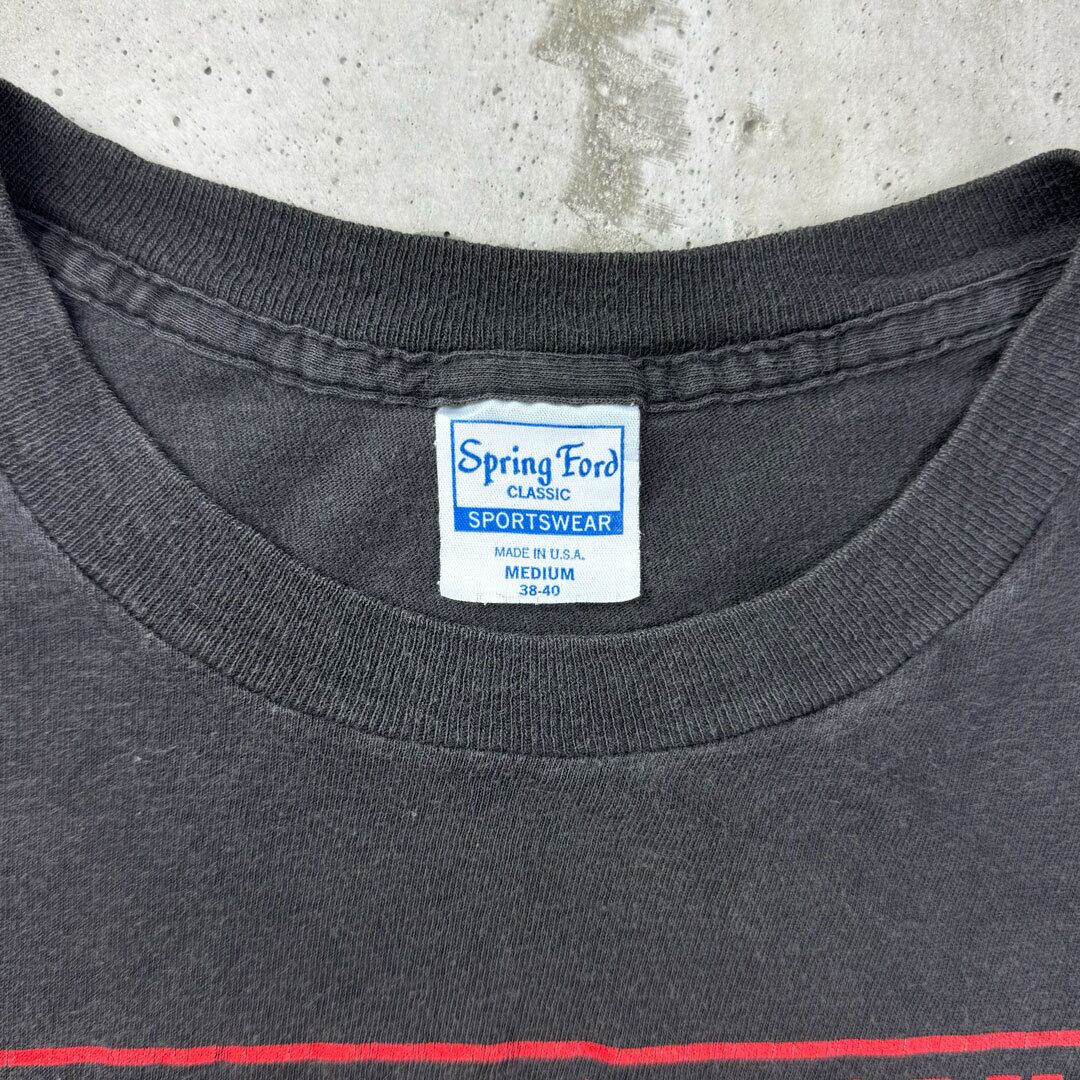 Spring Ford
CLASSIC
SPORTSWEAR
MADE IN U.S.A.
MEDIUM
38-40